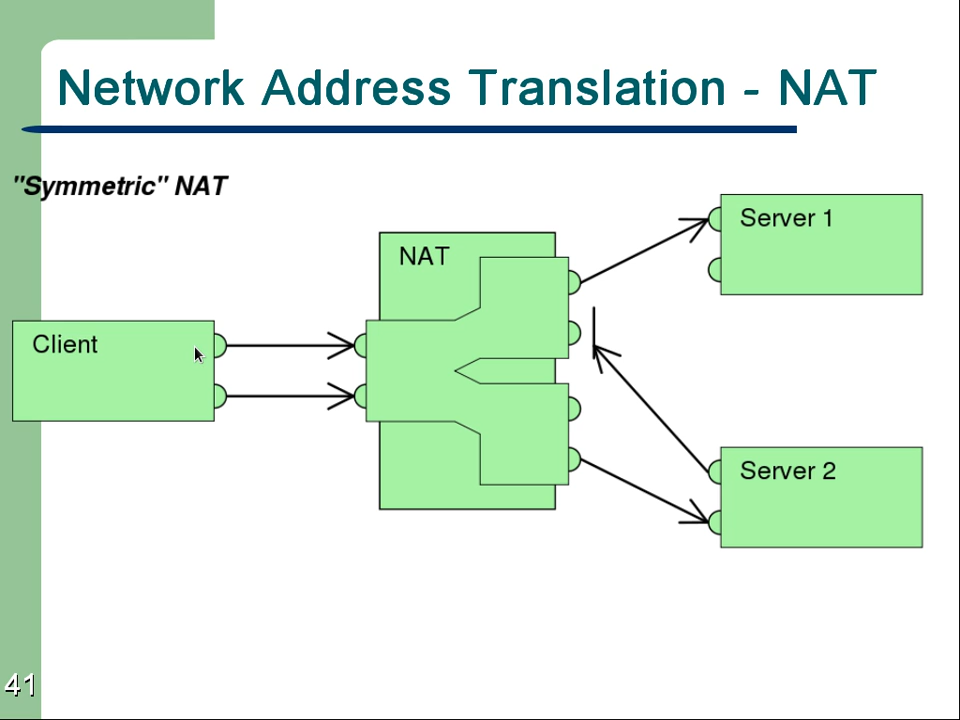 Network Address Translation - NAT
"Symmetric" NAT
Server 1
NAT
Client
Server 2
41